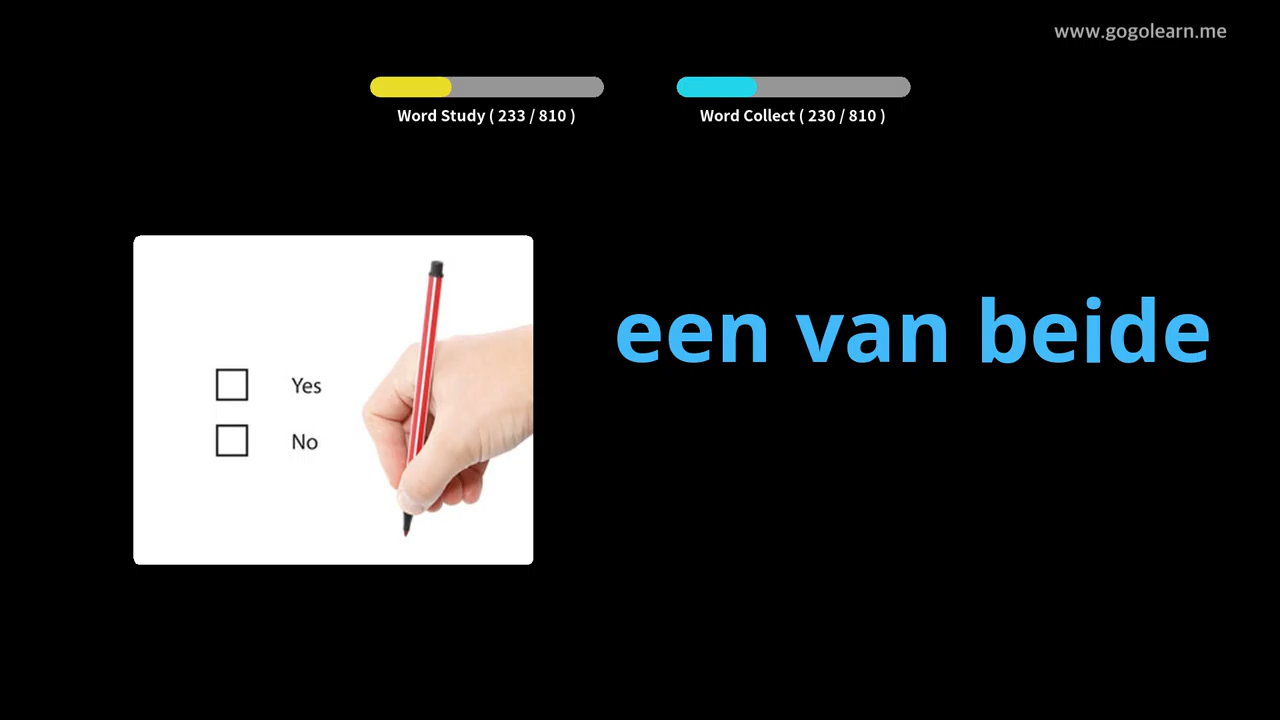 www.gogolearn.me
Word Study ( 233 / 810 )
Word Collect ( 230 / 810 )
een van beide
Yes
No